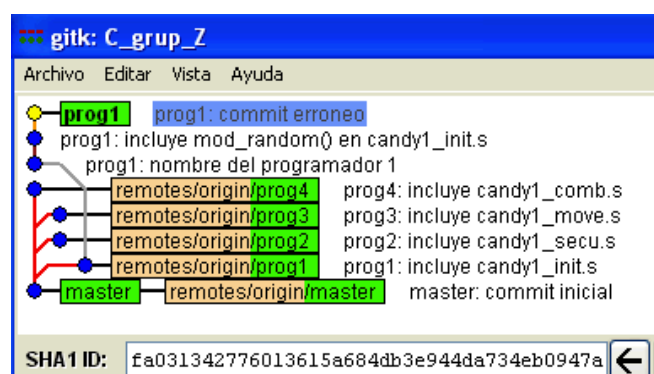 gitk: C_grup_Z
Archivo Editar Vista Ayuda
prog1 prog1: commit erroneo
prog1: incluye mod_random() en candy1_init.s
prog1: nombre del programador 1
remotes/origin/prog4 prog4: incluye candy1_comb.s
remotes/origin/prog3 prog3: incluye candy1_move.s
remotes/origin/prog2 prog2: incluye candy1_secu.s
remotes/origin/prog1 prog1: incluye candy1_init.s
master remotes/origin/master master: commit inicial
SHA1 ID: fa031342776013615a684db3e944da734eb0947a